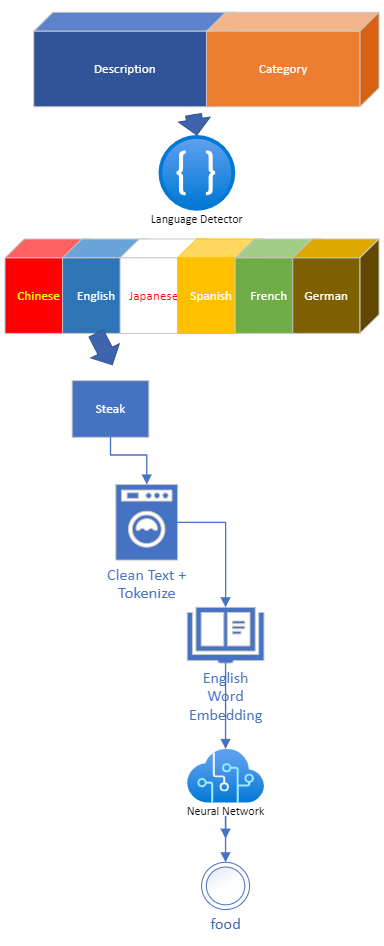 Description Category
Language Detector
Chinese English Japanese Spanish French German
Steak
Clean Text +
Tokenize
English
Word
Embedding
Neural Network
food